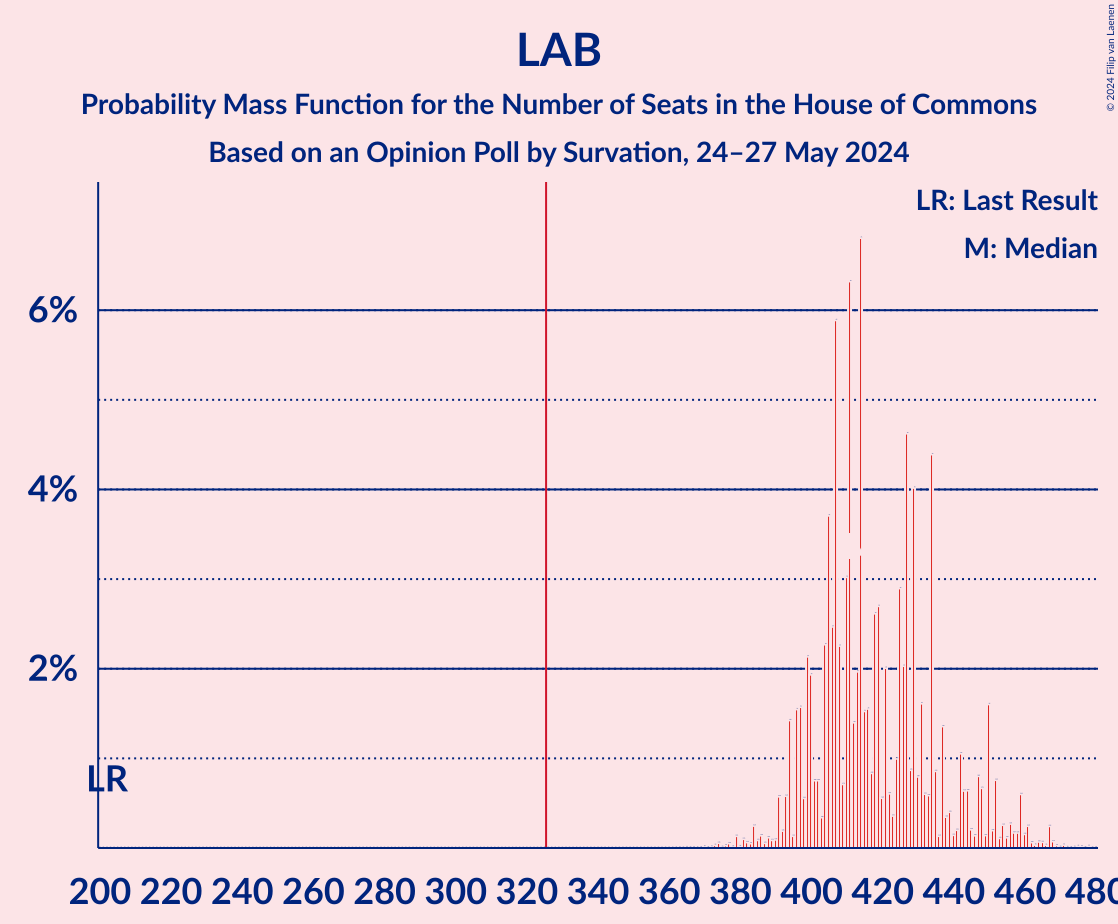 LAB
Probability Mass Function for the Number of Seats in the House of Commons
Based on an Opinion Poll by Survation, 24–27 May 2024
© 2024 Filip van Laenen
LR: Last Result
M: Median
6%
4%
2%
LR
200 220 240 260 280 300 320 340 360 380 400 420 440 460 480